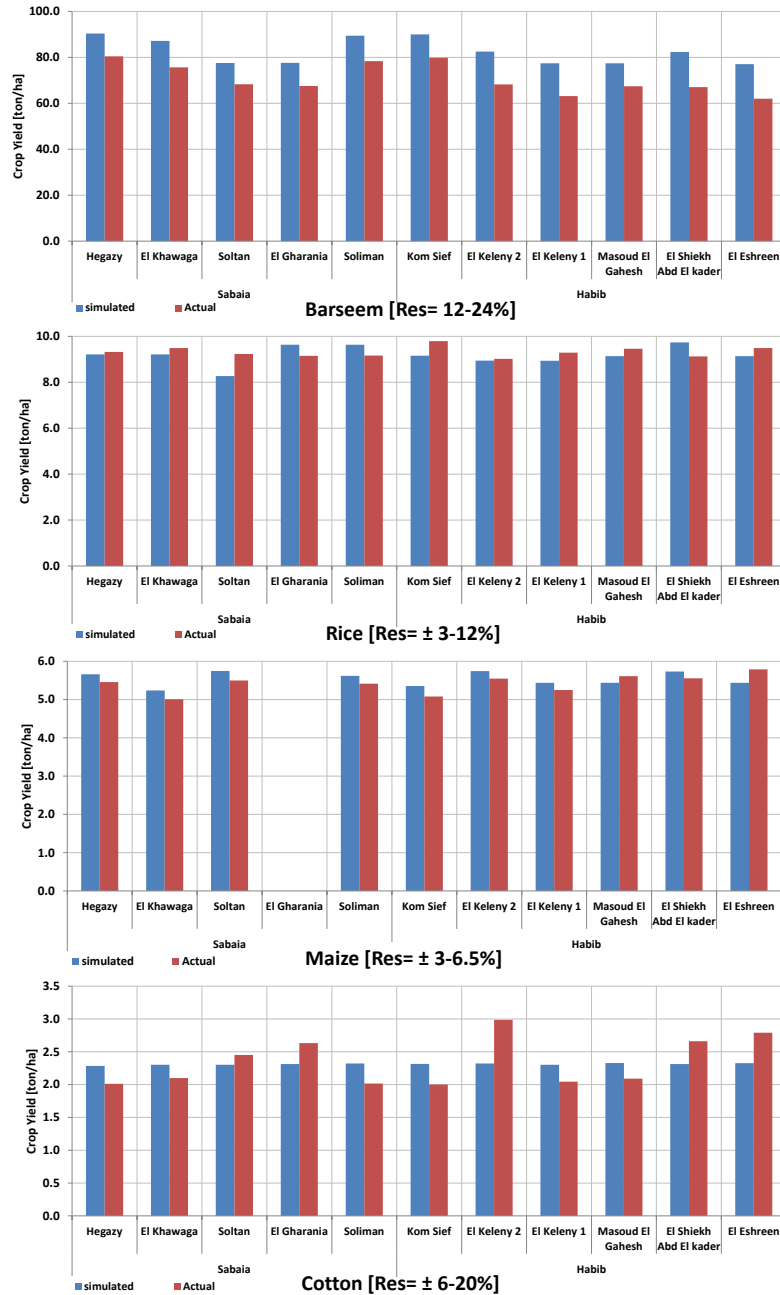 100.0
80.0
60.0
40.0
20.0
0.0
Crop Yield [ton/ha]
Hegazy El Khawaga Soltan El Gharania Soliman Kom Sief El Keleny 2 El Keleny 1 Masoud El Gahesh El Shiekh Abd El kader El Eshreen
Sabaia Habib
simulated Actual
Barseem [Res= 12-24%]
10.0
8.0
6.0
4.0
2.0
0.0
Crop Yield [ton/ha]
Hegazy El Khawaga Soltan El Gharania Soliman Kom Sief El Keleny 2 El Keleny 1 Masoud El Gahesh El Shiekh Abd El kader El Eshreen
Sabaia Habib
simulated Actual
Rice [Res= ± 3-12%]
6.0
5.0
4.0
3.0
2.0
1.0
0.0
Crop Yield [ton/ha]
Hegazy El Khawaga Soltan El Gharania Soliman Kom Sief El Keleny 2 El Keleny 1 Masoud El Gahesh El Shiekh Abd El kader El Eshreen
Sabaia Habib
simulated Actual
Maize [Res= ± 3-6.5%]
3.5
3.0
2.5
2.0
1.5
1.0
0.5
0.0
Crop Yield [ton/ha]
Hegazy El Khawaga Soltan El Gharania Soliman Kom Sief El Keleny 2 El Keleny 1 Masoud El Gahesh El Shiekh Abd El kader El Eshreen
Sabaia Habib
simulated Actual
Cotton [Res= ± 6-20%]